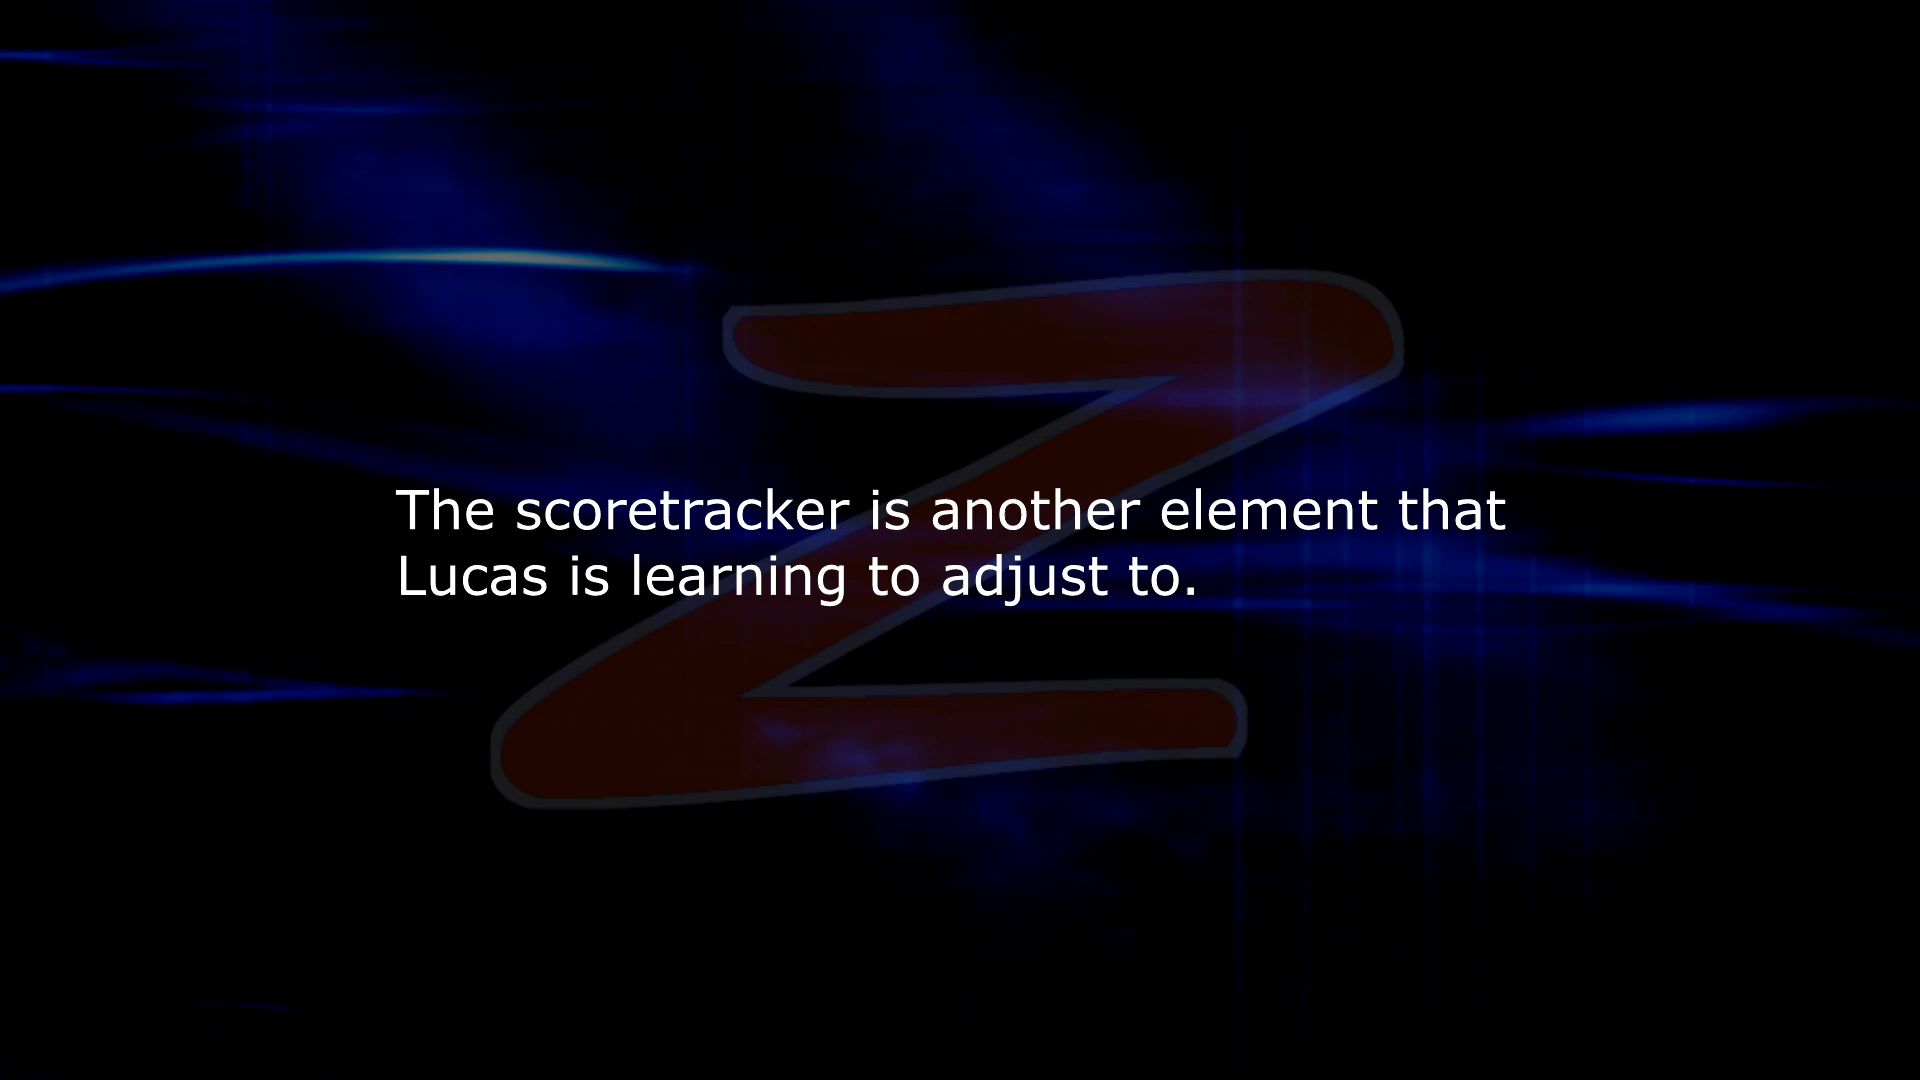 The scoretracker is another element that
Lucas is learning to adjust to.